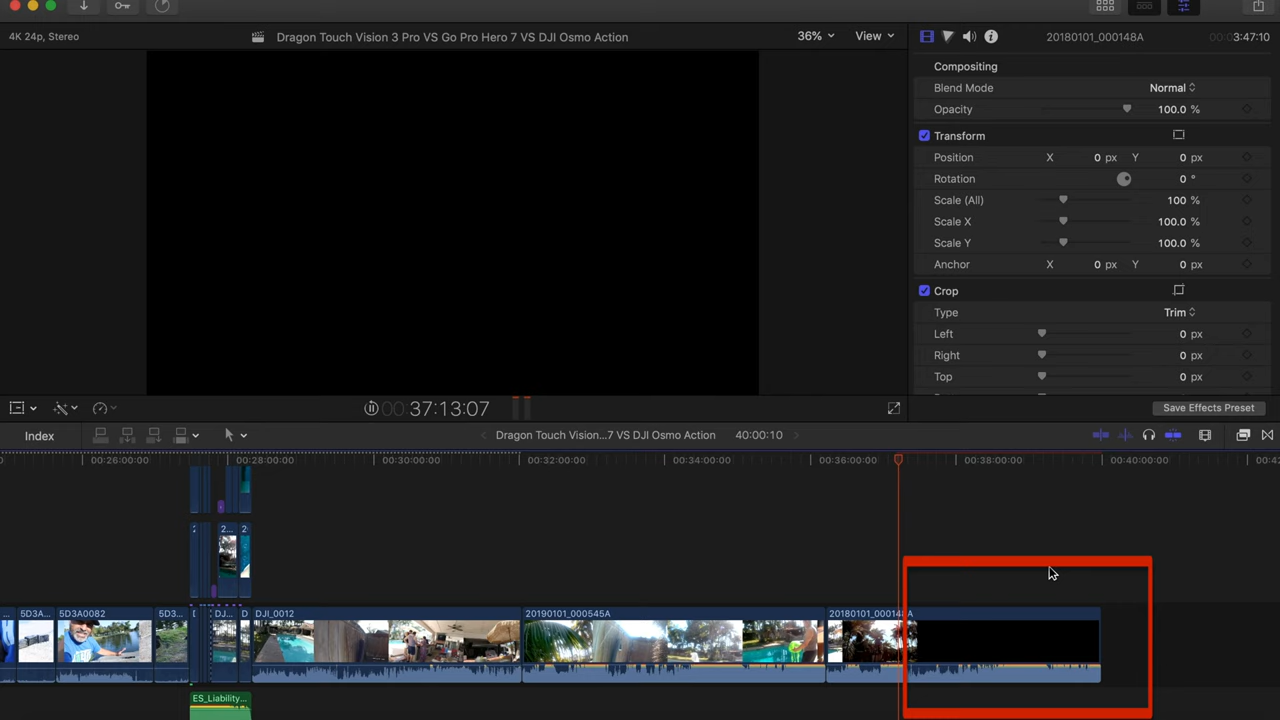 4K 24p, Stereo
Dragon Touch Vision 3 Pro VS Go Pro Hero 7 VS DJI Osmo Action
36%
View
20180101_000148A
3:47:10
Compositing
Blend Mode Normal
Opacity 100.0 %
Transform
Position X 0 px Y 0 px
Rotation 0 °
Scale (All) 100 %
Scale X 100.0 %
Scale Y 100.0 %
Anchor X 0 px Y 0 px
Crop
Type Trim
Left 0 px
Right 0 px
Top 0 px
00:37:13:07
Save Effects Preset
Index
Dragon Touch Vision...7 VS DJI Osmo Action
40:00:10
00:26:00:00 00:28:00:00 00:30:00:00 00:32:00:00 00:34:00:00 00:36:00:00 00:38:00:00 00:40:00:00
2... 2
5D3A... 5D3A0082 5D3... D DJ... D DJI_0012 20190101_000545A 20180101_000148A
ES_Liability...